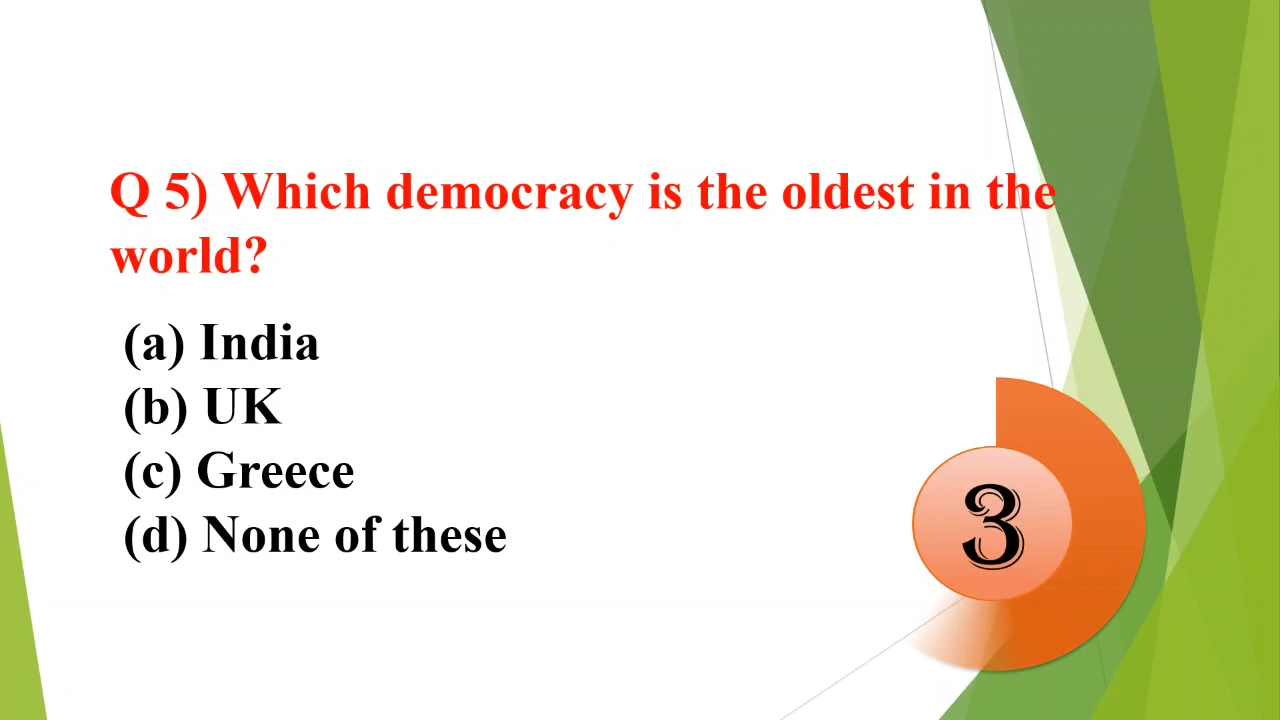 Q 5) Which democracy is the oldest in the
world?
(a) India
(b) UK
(c) Greece
(d) None of these
3